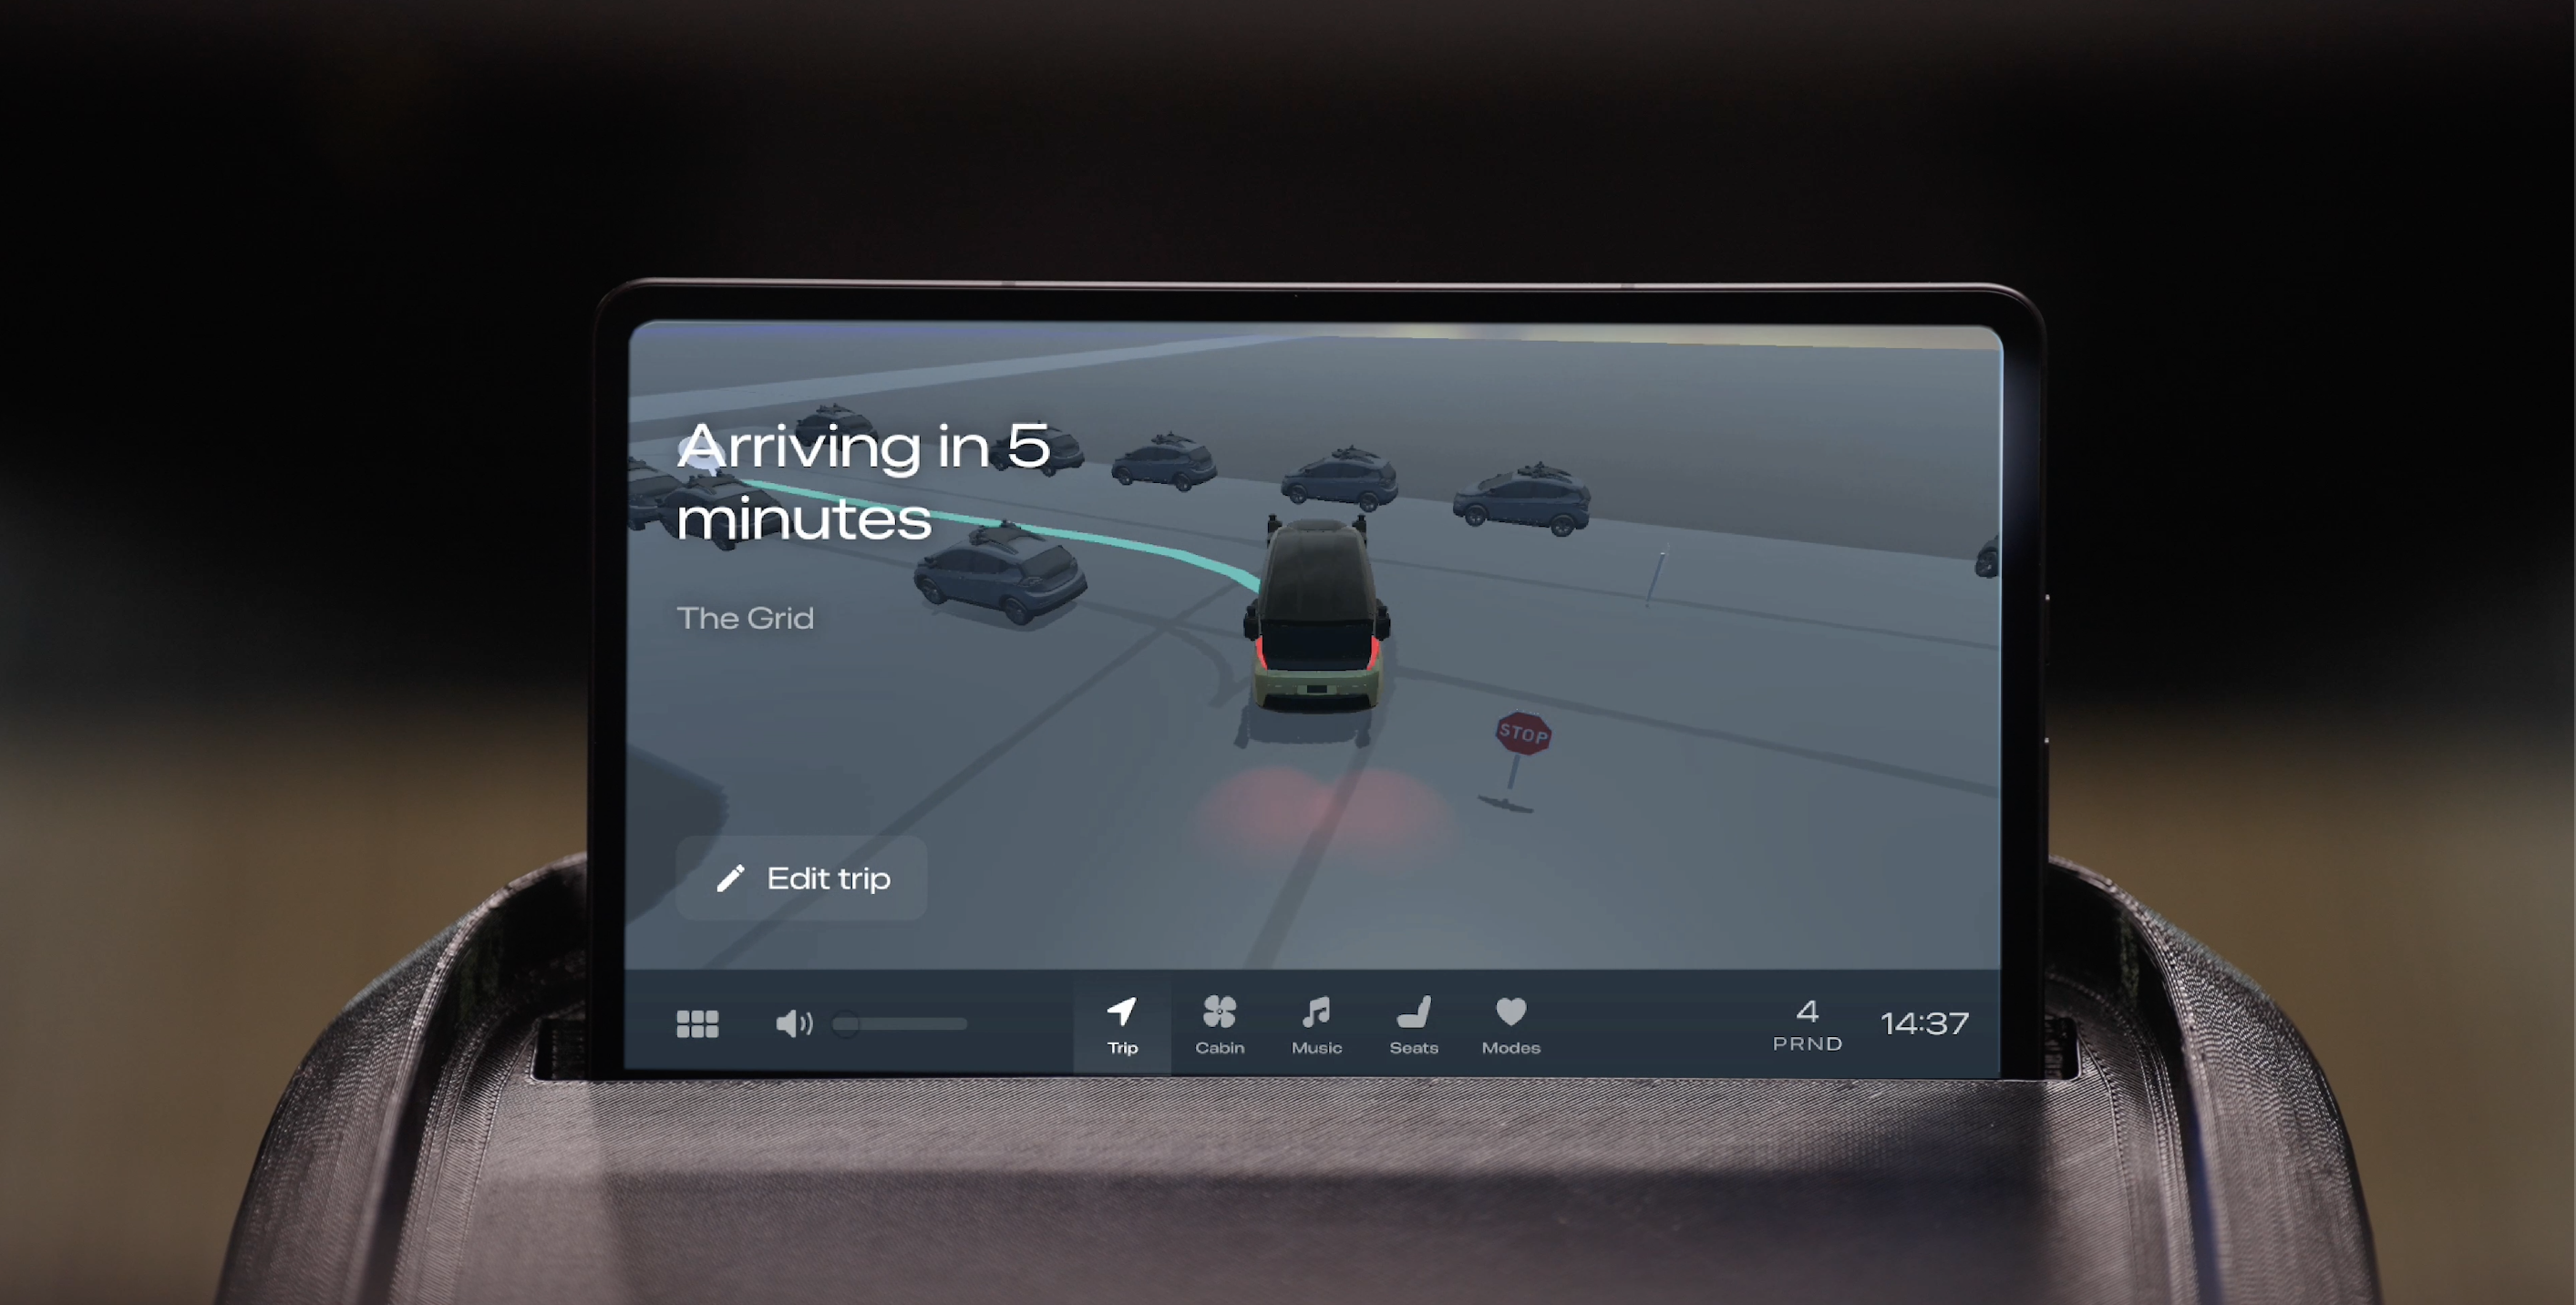 Arriving in 5
minutes
The Grid
STOP
Edit trip
Trip
Cabin
Music
Seats
Modes
4
PRND
14:37